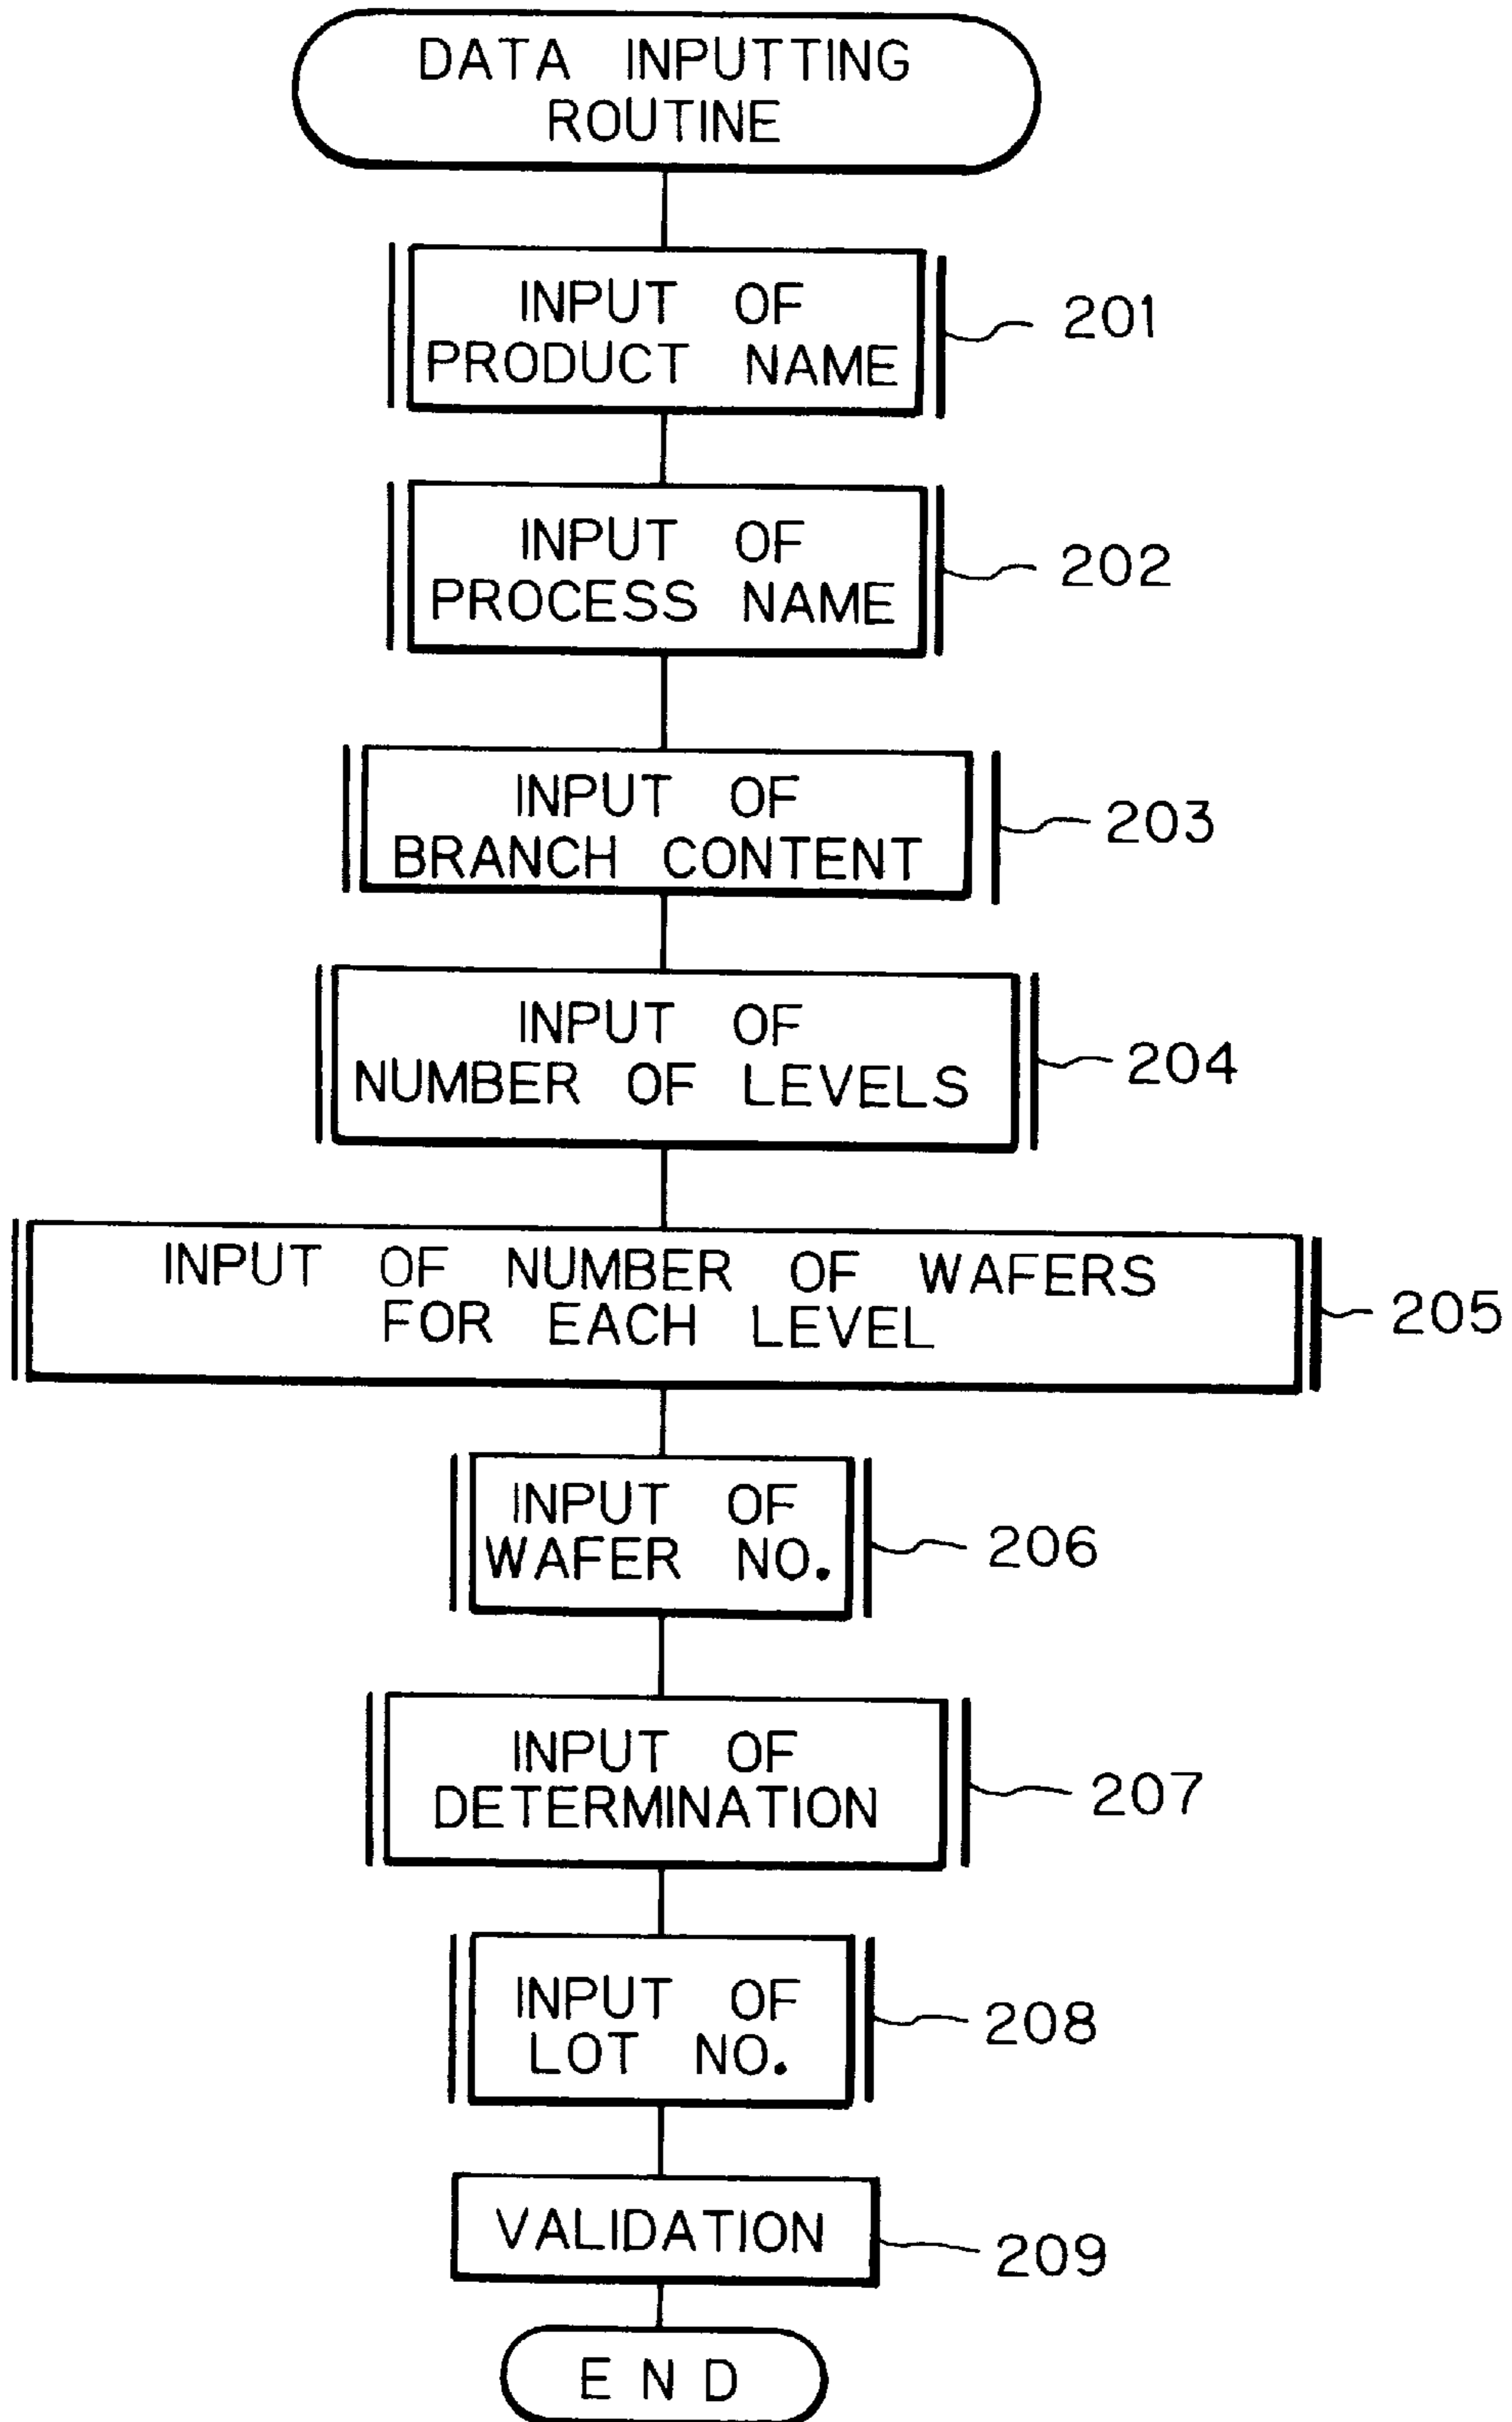 DATA INPUTTING
ROUTINE
INPUT OF
PRODUCT NAME
201
INPUT OF
PROCESS NAME
202
INPUT OF
BRANCH CONTENT
203
INPUT OF
NUMBER OF LEVELS
204
INPUT OF NUMBER OF WAFERS
FOR EACH LEVEL
205
INPUT OF
WAFER NO.
206
INPUT OF
DETERMINATION
207
INPUT OF
LOT NO.
208
VALIDATION
209
END